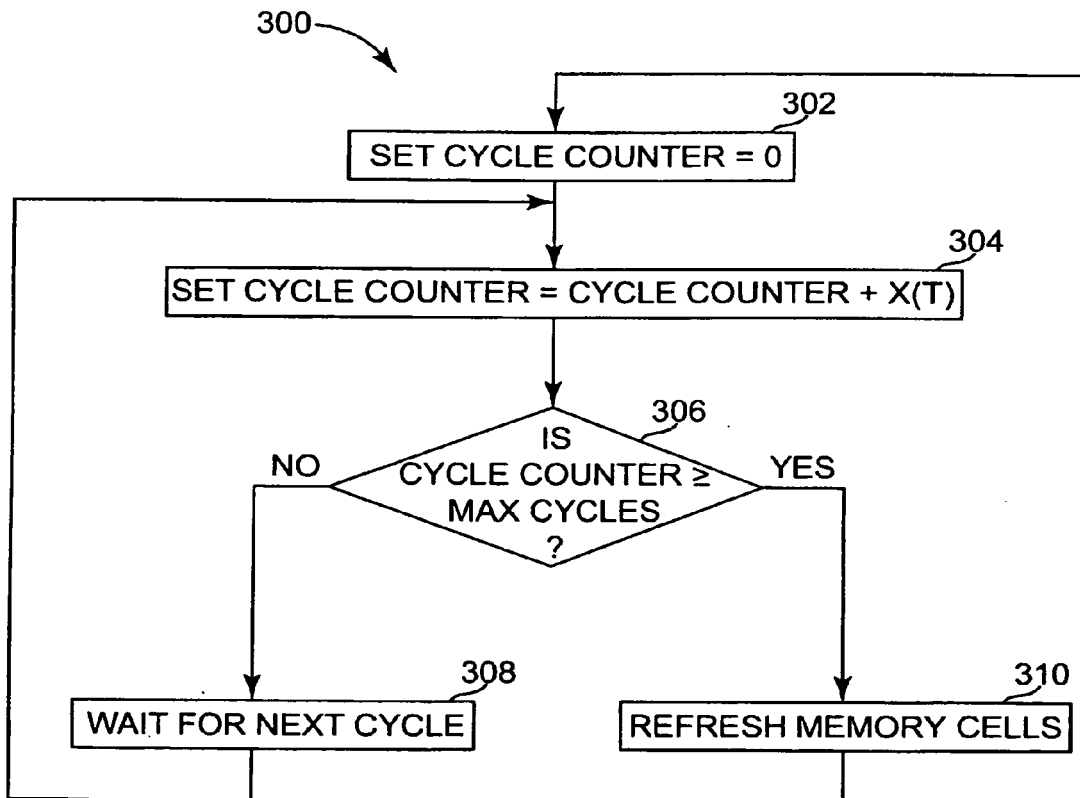 300
302
SET CYCLE COUNTER = 0
304
SET CYCLE COUNTER = CYCLE COUNTER + X(T)
306
IS
CYCLE COUNTER ≥
MAX CYCLES
?
NO
YES
308
WAIT FOR NEXT CYCLE
310
REFRESH MEMORY CELLS